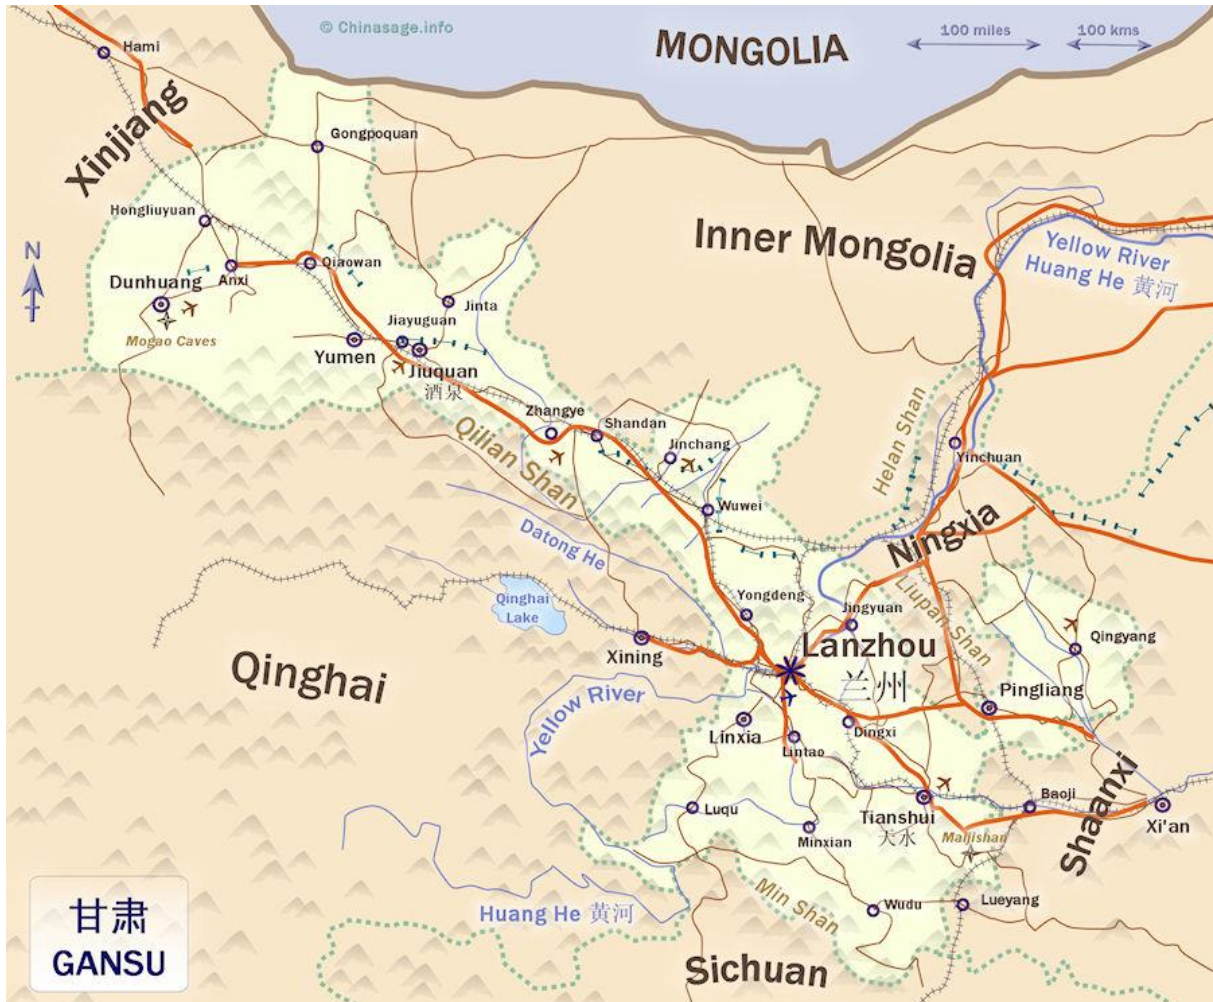 © Chinasage.info
MONGOLIA
100 miles
100 kms
Hami
Xinjiang
Gongpoquan
Hongliuyuan
Inner Mongolia
Yellow River
Huang He 黄河
N
Dunhuang
Anxi
Qiaowan
Mogao Caves
Jinta
Jiayuguan
Yumen
Jiuquan
酒泉
Zhangye
Shandan
Qilian Shan
Jinchang
Helan Shan
Yinchuan
Wuwei
Datong He
Ningxia
Qinghai
Lake
Yongdeng
Jingyuan
Liupan Shan
Qingyang
Xining
Lanzhou
兰州
Qinghai
Yellow River
Pingliang
Linxia
Lintao
Dingxi
Shaanxi
Luqu
Minxian
Tianshui
天水
Maijishan
Baoji
Xi'an
Min Shan
Wudu
Lueyang
Huang He 黄河
甘肃
GANSU
Sichuan